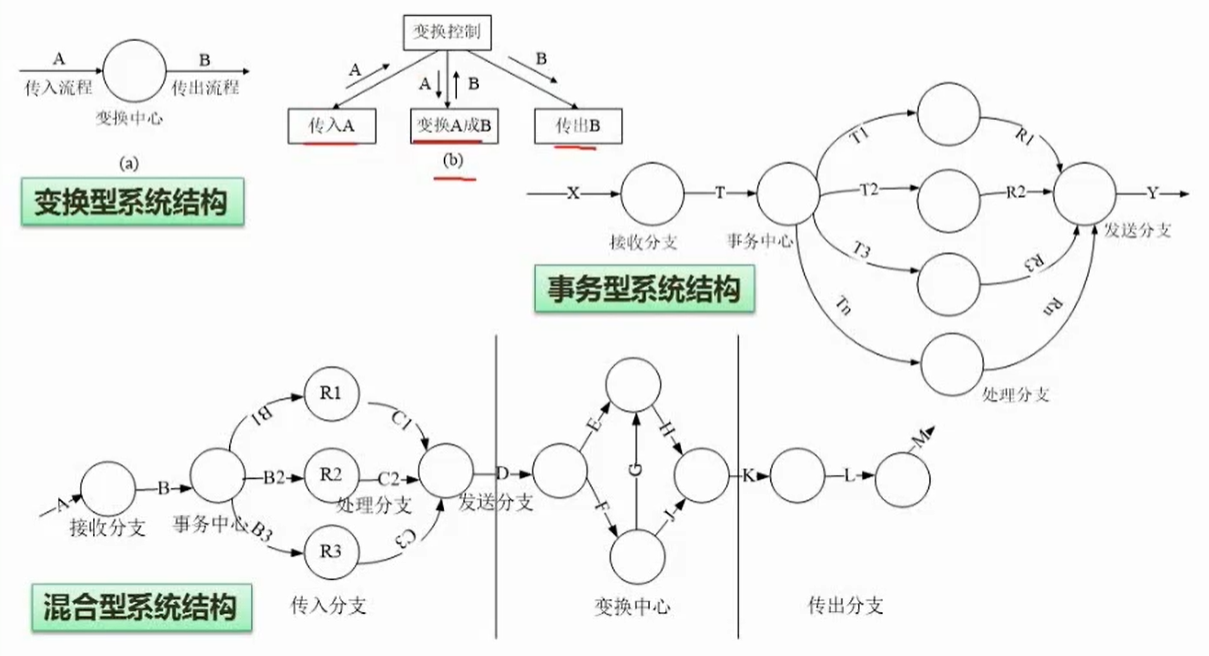 A
传入流程
B
传出流程
变换中心
(a)
变换型系统结构
变换控制
A
A
B
B
传入A
变换A成B
传出B
(b)
X
接收分支
T
事务中心
T1
T2
T3
Tn
R1
R2
R3
Rn
Y
发送分支
处理分支
事务型系统结构
A
接收分支
B
事务中心
B1
B2
B3
R1
R2
R3
处理分支
C1
C2
C3
D
发送分支
传入分支
E
F
G
H
J
变换中心
K
L
M
传出分支
混合型系统结构